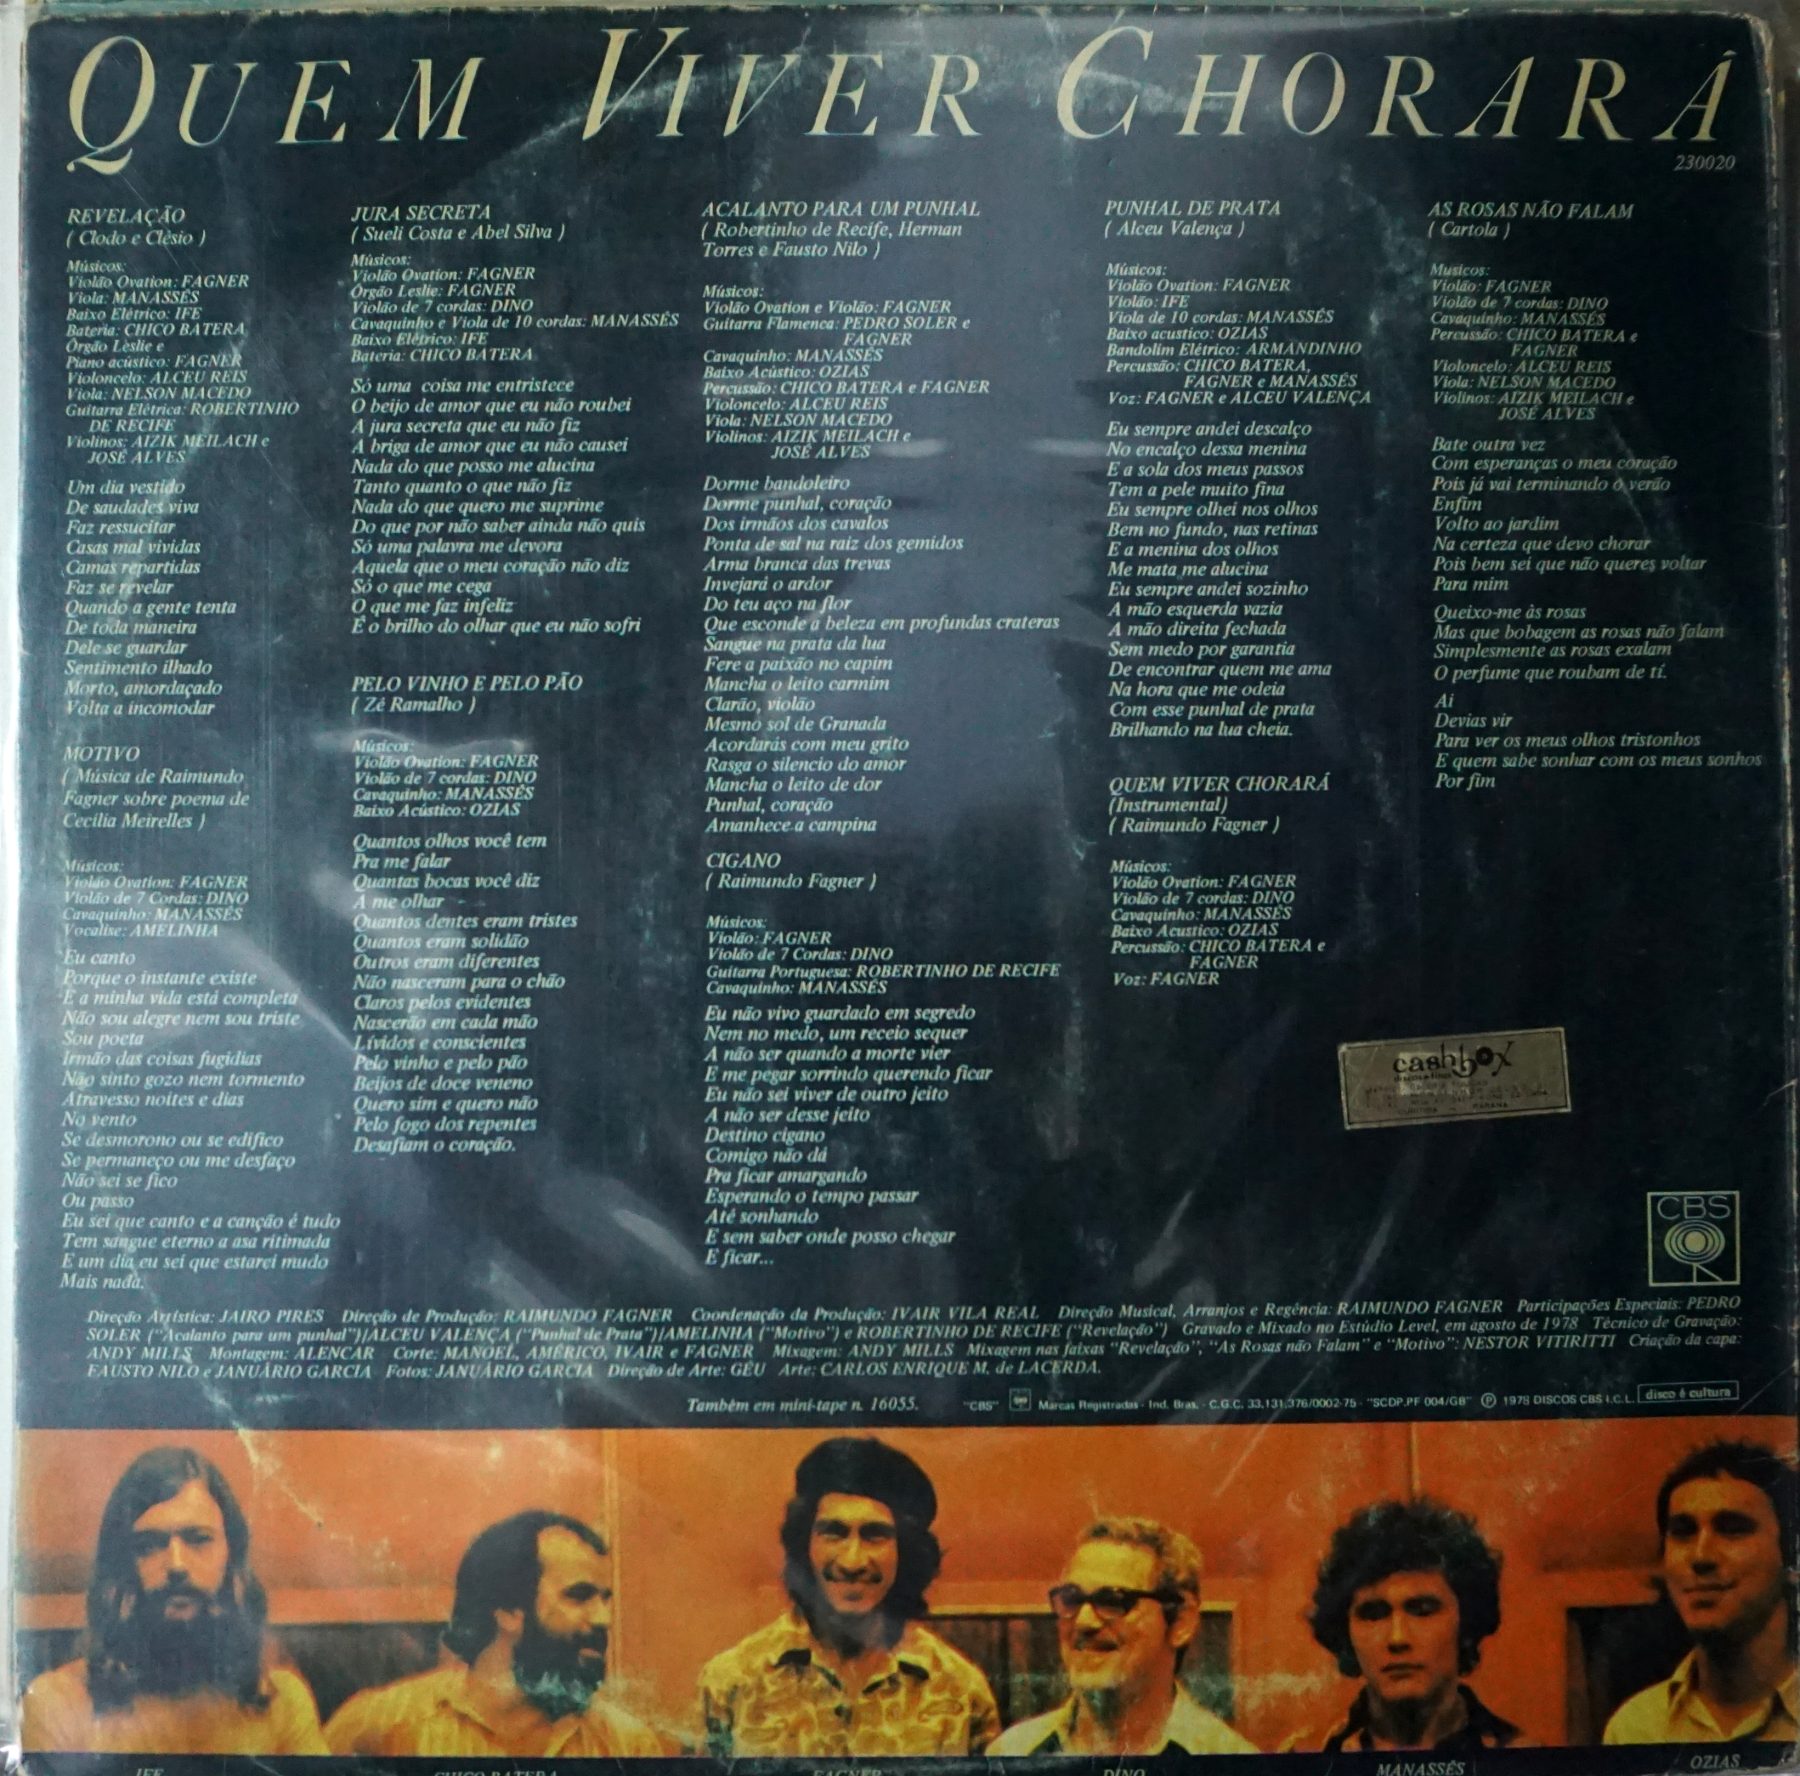 QUEM VIVER CHORARÁ
230020
REVELAÇÃO
( Clodo e Clèsio )
Músicos:
Violão Ovation: FAGNER
Viola: MANASSÉS
Baixo Elétrico: IFE
Bateria: CHICO BATERA
Órgão Leslie e
Piano acústico: FAGNER
Violoncelo: ALCEU REIS
Viola: NELSON MACEDO
Guitarra Elétrica: ROBERTINHO
DE RECIFE
Violinos: AIZIK MEILACH e
JOSÉ ALVES
Um dia vestido
De saudades viva
Faz ressucitar
Casas mal vividas
Camas repartidas
Faz se revelar
Quando a gente tenta
De toda maneira
Dele se guardar
Sentimento ilhado
Morto, amordaçado
Volta a incomodar
MOTIVO
( Música de Raimundo
Fagner sobre poema de
Cecília Meirelles )
Músicos:
Violão Ovation: FAGNER
Violão de 7 Cordas: DINO
Cavaquinho: MANASSÉS
Vocalise: AMELINHA
Eu canto
Porque o instante existe
E a minha vida está completa
Não sou alegre nem sou triste
Sou poeta
Irmão das coisas fugidias
Não sinto gozo nem tormento
Atravesso noites e dias
No vento
Se desmorono ou se edifico
Se permaneço ou me desfaço
Não sei se fico
Ou passo
Eu sei que canto e a canção é tudo
Tem sangue eterno a asa ritimada
E um dia eu sei que estarei mudo
Mais nada.
JURA SECRETA
( Sueli Costa e Abel Silva )
Músicos:
Violão Ovation: FAGNER
Órgão Leslie: FAGNER
Violão de 7 cordas: DINO
Cavaquinho e Viola de 10 cordas: MANASSÉS
Baixo Elétrico: IFE
Bateria: CHICO BATERA
Só uma coisa me entristece
O beijo de amor que eu não roubei
A jura secreta que eu não fiz
A briga de amor que eu não causei
Nada do que posso me alucina
Tanto quanto o que não fiz
Nada do que quero me suprime
Do que por não saber ainda não quis
Só uma palavra me devora
Aquela que o meu coração não diz
Só o que me cega
O que me faz infeliz
É o brilho do olhar que eu não sofri
PELO VINHO E PELO PÃO
( Zé Ramalho )
Músicos:
Violão Ovation: FAGNER
Violão de 7 cordas: DINO
Cavaquinho: MANASSÉS
Baixo Acústico: OZIAS
Quantos olhos você tem
Pra me falar
Quantas bocas você diz
A me olhar
Quantos dentes eram tristes
Quantos eram solidão
Outros eram diferentes
Não nasceram para o chão
Claros pelos evidentes
Nascerão em cada mão
Lívidos e conscientes
Pelo vinho e pelo pão
Beijos de doce veneno
Quero sim e quero não
Pelo fogo dos repentes
Desafiam o coração.
ACALANTO PARA UM PUNHAL
( Robertinho de Recife, Herman
Torres e Fausto Nilo )
Músicos:
Violão Ovation e Violão: FAGNER
Guitarra Flamenca: PEDRO SOLER e
FAGNER
Cavaquinho: MANASSÉS
Baixo Acústico: OZIAS
Percussão: CHICO BATERA e FAGNER
Violoncelo: ALCEU REIS
Viola: NELSON MACEDO
Violinos: AIZIK MEILACH e
JOSÉ ALVES
Dorme bandoleiro
Dorme punhal, coração
Dos irmãos dos cavalos
Ponta de sal na raiz dos gemidos
Arma branca das trevas
Invejará o ardor
Do teu aço na flor
Que esconde a beleza em profundas crateras
Sangue na prata da lua
Fere a paixão no capim
Mancha o leito carmim
Clarão, violão
Mesmo sol de Granada
Acordarás com meu grito
Rasga o silencio do amor
Mancha o leito de dor
Punhal, coração
Amanhece a campina
CIGANO
( Raimundo Fagner )
Músicos:
Violão: FAGNER
Violão de 7 Cordas: DINO
Guitarra Portuguesa: ROBERTINHO DE RECIFE
Cavaquinho: MANASSÉS
Eu não vivo guardado em segredo
Nem no medo, um receio sequer
A não ser quando a morte vier
E me pegar sorrindo querendo ficar
Eu não sei viver de outro jeito
A não ser desse jeito
Destino cigano
Comigo não dá
Pra ficar amargando
Esperando o tempo passar
Até sonhando
E sem saber onde posso chegar
E ficar...
PUNHAL DE PRATA
( Alceu Valença )
Músicos:
Violão Ovation: FAGNER
Violão: IFE
Viola de 10 cordas: MANASSÉS
Baixo acustico: OZIAS
Bandolim Elétrico: ARMANDINHO
Percussão: CHICO BATERA,
FAGNER e MANASSÉS
Voz: FAGNER e ALCEU VALENÇA
Eu sempre andei descalço
No encalço dessa menina
E a sola dos meus passos
Tem a pele muito fina
Eu sempre olhei nos olhos
Bem no fundo, nas retinas
E a menina dos olhos
Me mata me alucina
Eu sempre andei sozinho
A mão esquerda vazia
A mão direita fechada
Sem medo por garantia
De encontrar quem me ama
Na hora que me odeia
Com esse punhal de prata
Brilhando na lua cheia.
QUEM VIVER CHORARÁ
(Instrumental)
( Raimundo Fagner )
Músicos:
Violão Ovation: FAGNER
Violão de 7 cordas: DINO
Cavaquinho: MANASSÉS
Baixo Acustico: OZIAS
Percussão: CHICO BATERA e
FAGNER
Voz: FAGNER
AS ROSAS NÃO FALAM
( Cartola )
Musicos:
Violão: FAGNER
Violão de 7 cordas: DINO
Cavaquinho: MANASSÉS
Percussão: CHICO BATERA e
FAGNER
Violoncelo: ALCEU REIS
Viola: NELSON MACEDO
Violinos: AIZIK MEILACH e
JOSÉ ALVES
Bate outra vez
Com esperanças o meu coração
Pois já vai terminando o verão
Enfim
Volto ao jardim
Na certeza que devo chorar
Pois bem sei que não queres voltar
Para mim
Queixo-me às rosas
Mas que bobagem as rosas não falam
Simplesmente as rosas exalam
O perfume que roubam de tí.
Ai
Devias vir
Para ver os meus olhos tristonhos
E quem sabe sonhar com os meus sonhos
Por fim
cashbox
CURITIBA - PARANÁ
CBS
Direção Artística: JAIRO PIRES Direção de Produção: RAIMUNDO FAGNER Coordenação da Produção: IVAIR VILA REAL Direção Musical, Arranjos e Regência: RAIMUNDO FAGNER Participações Especiais: PEDRO
SOLER ("Acalanto para um punhal")/ALCEU VALENÇA ("Punhal de Prata")/AMELINHA ("Motivo") e ROBERTINHO DE RECIFE ("Revelação") Gravado e Mixado no Estúdio Level, em agosto de 1978 Técnico de Gravação:
ANDY MILLS Montagem: ALENCAR Corte: MANOEL, AMÉRICO, IVAIR e FAGNER Mixagem: ANDY MILLS Mixagem nas faixas "Revelação", "As Rosas não Falam" e "Motivo": NESTOR VITIRITTI Criação da capa:
FAUSTO NILO e JANUÁRIO GARCIA Fotos: JANUÁRIO GARCIA Direção de Arte: GÊU Arte: CARLOS ENRIQUE M. de LACERDA.
Também em mini-tape n. 16055. "CBS" Marcas Registradas - Ind. Bras. - C.G.C. 33.131.376/0002-75 - "SCDP.PF 004/GB" Ⓟ 1978 DISCOS CBS I.C.L. disco é cultura
IFE CHICO BATERA FAGNER DINO MANASSÉS OZIAS